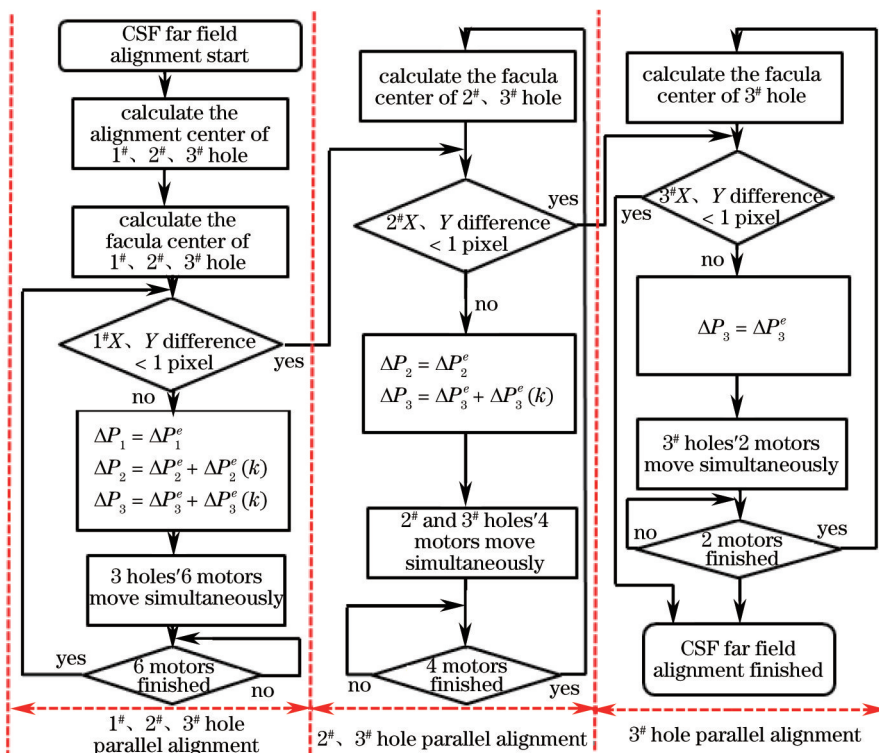 CSF far field
alignment start
calculate the
alignment center of
1#、2#、3# hole
calculate the
facula center of
1#、2#、3# hole
1#X、Y difference
< 1 pixel
yes
no
ΔP₁ = ΔP₁ᵉ
ΔP₂ = ΔP₂ᵉ + ΔP₂ᵉ(k)
ΔP₃ = ΔP₃ᵉ + ΔP₃ᵉ(k)
3 holes'6 motors
move simultaneously
yes
6 motors
finished
no
1#、2#、3# hole
parallel alignment
calculate the facula
center of 2#、3# hole
yes
2#X、Y difference
< 1 pixel
no
ΔP₂ = ΔP₂ᵉ
ΔP₃ = ΔP₃ᵉ + ΔP₃ᵉ(k)
2# and 3# holes'4
motors move
simultaneously
no
4 motors
finished
yes
2#、3# hole parallel alignment
calculate the facula
center of 3# hole
3#X、Y difference
< 1 pixel
yes
no
ΔP₃ = ΔP₃ᵉ
3# holes'2 motors
move simultaneously
no
2 motors
finished
yes
CSF far field
alignment finished
3# hole parallel alignment